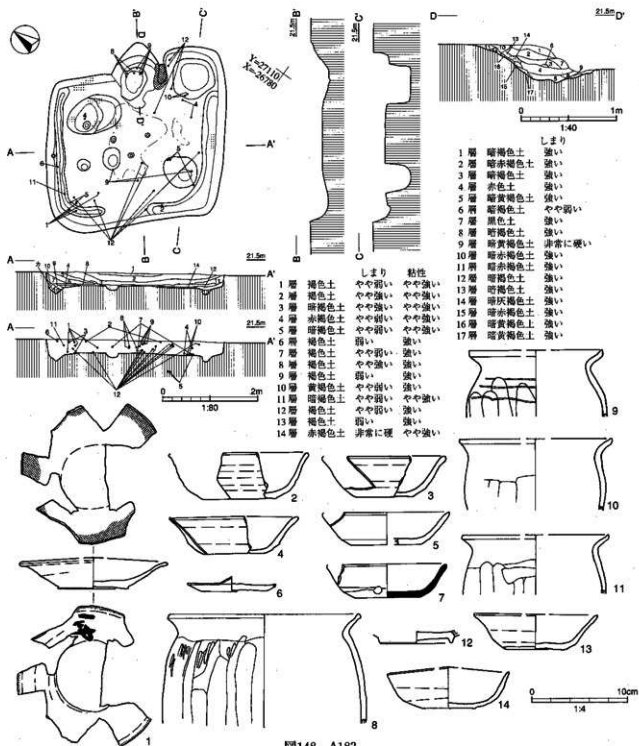 B'
C'
A
A'
B
C
Y=27110
X=-26780
21.5m
B'
B
21.5m
C'
C
D
21.5m
D'
0
1m
1:40
しまり
1層 暗褐色土 強い
2層 暗赤褐色土 強い
3層 暗褐色土 強い
4層 赤色土 強い
5層 暗黄褐色土 強い
6層 暗褐色土 やや弱い
7層 黒色土 強い
8層 暗褐色土 強い
9層 暗黄褐色土 非常に硬い
10層 暗赤褐色土 強い
11層 暗赤褐色土 強い
12層 暗褐色土 強い
13層 暗褐色土 強い
14層 暗灰褐色土 強い
15層 暗赤褐色土 強い
16層 暗黄褐色土 強い
17層 暗黄褐色土 強い
A
21.5m
A'
A
21.5m
A'
0
2m
1:80
しまり 粘性
1層 褐色土 やや弱い やや強い
2層 褐色土 やや強い やや強い
3層 暗褐色土 やや強い やや強い
4層 赤褐色土 やや弱い やや強い
5層 暗褐色土 やや弱い やや強い
6層 褐色土 弱い 強い
7層 褐色土 やや弱い 強い
8層 褐色土 やや強い 強い
9層 褐色土 弱い 強い
10層 黄褐色土 やや弱い 強い
11層 暗褐色土 やや弱い やや強い
12層 褐色土 やや弱い 強い
13層 褐色土 弱い 強い
14層 赤褐色土 非常に硬 やや強い
1
2
3
4
5
6
7
8
9
10
11
12
13
14
0
10cm
1:4
図148 A182